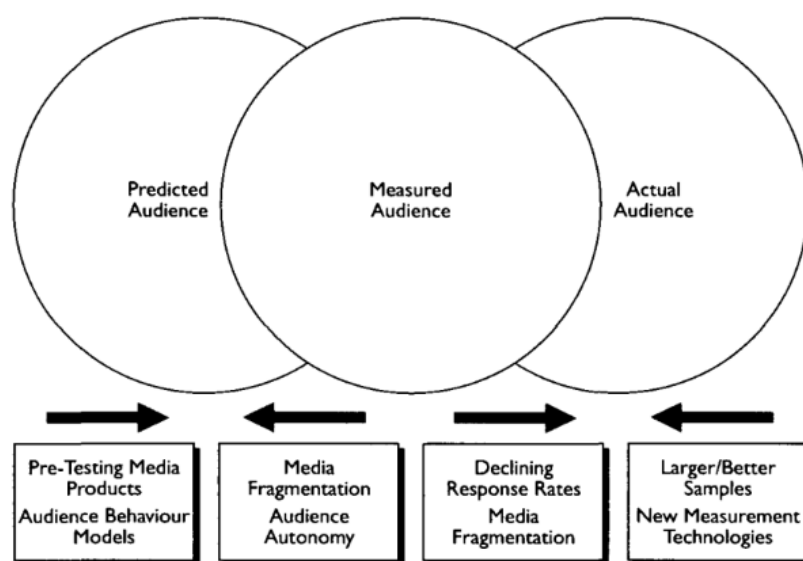 Predicted
Audience
Measured
Audience
Actual
Audience
Pre-Testing Media
Products
Audience Behaviour
Models
Media
Fragmentation
Audience
Autonomy
Declining
Response Rates
Media
Fragmentation
Larger/Better
Samples
New Measurement
Technologies